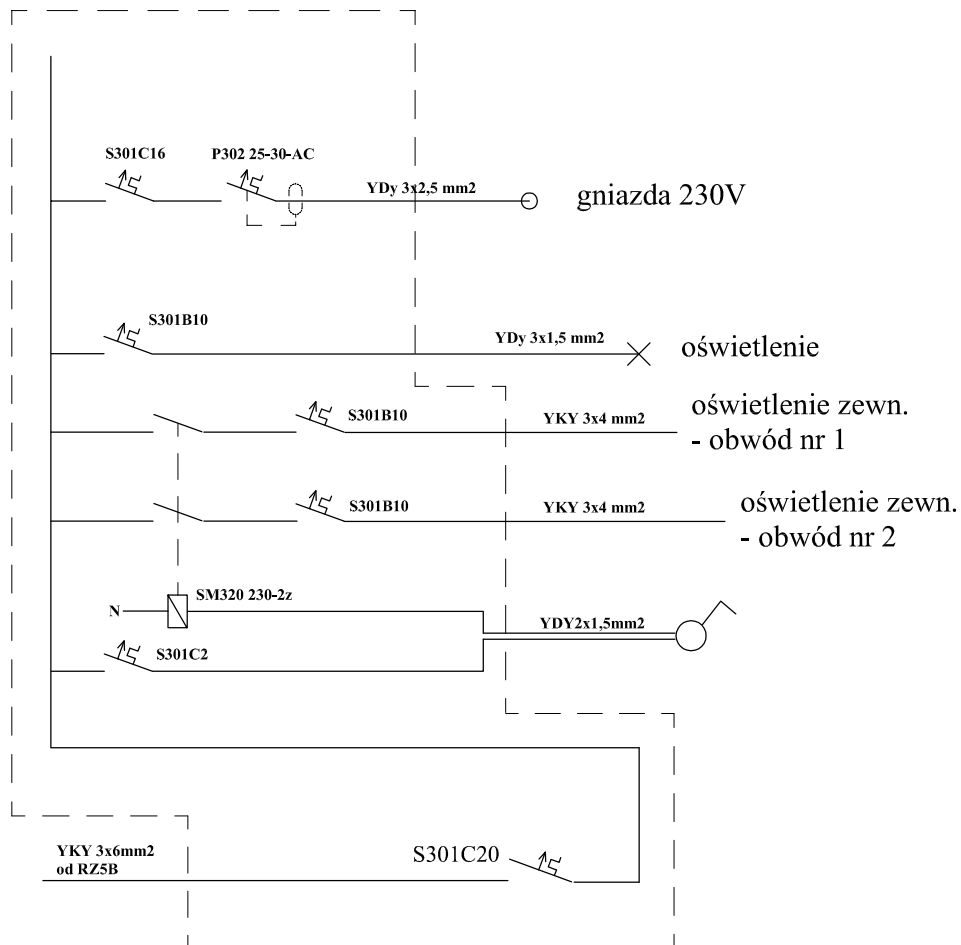 S301C16
P302 25-30-AC
YDy 3x2,5 mm2
gniazda 230V
S301B10
YDy 3x1,5 mm2
oświetlenie
S301B10
YKY 3x4 mm2
oświetlenie zewn.
- obwód nr 1
S301B10
YKY 3x4 mm2
oświetlenie zewn.
- obwód nr 2
SM320 230-2z
N
YDY2x1,5mm2
S301C2
YKY 3x6mm2
od RZ5B
S301C20